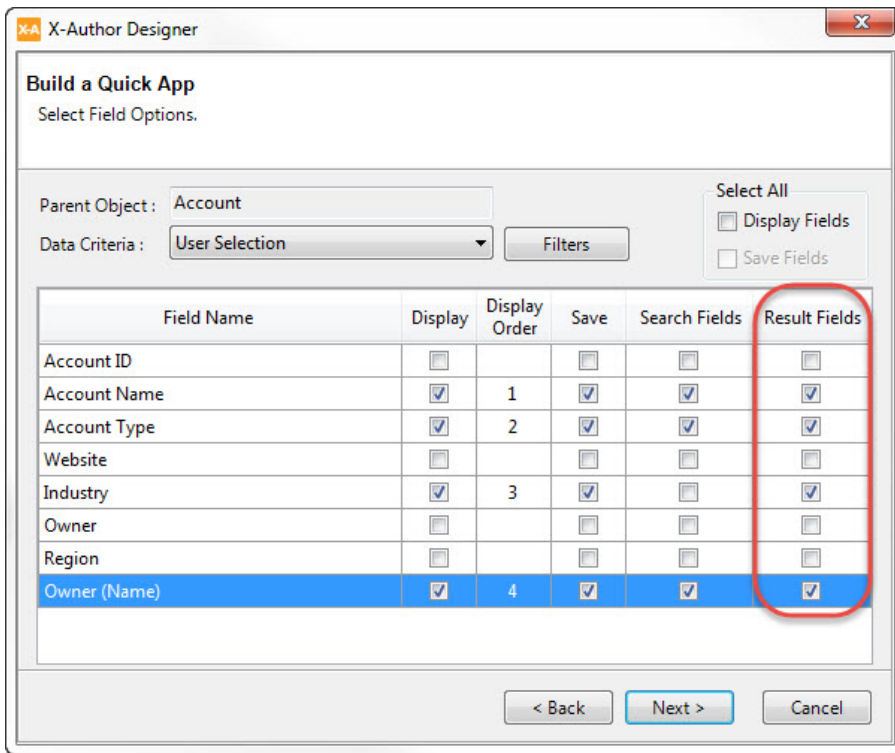 X-A X-Author Designer
Build a Quick App
Select Field Options.
Parent Object : Account
Data Criteria : User Selection Filters
Select All
Display Fields
Save Fields
Field Name Display Display Order Save Search Fields Result Fields
Account ID
Account Name 1
Account Type 2
Website
Industry 3
Owner
Region
Owner (Name) 4
< Back Next > Cancel